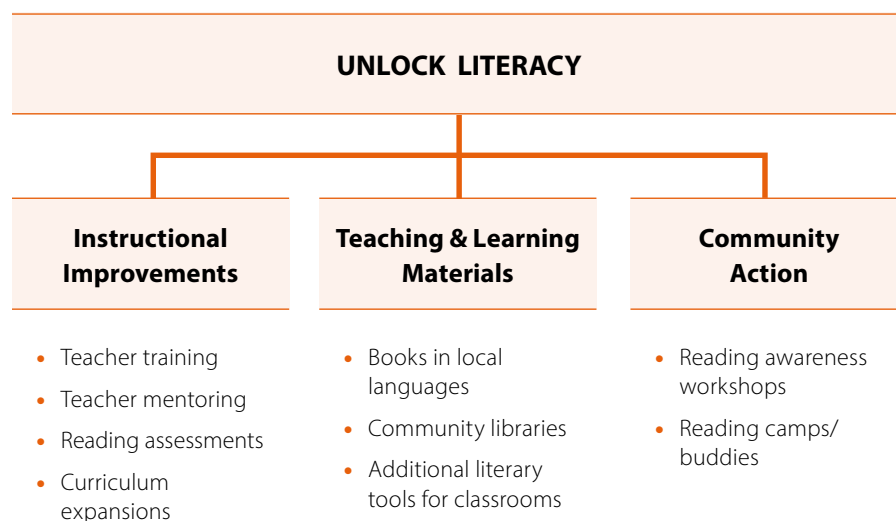 UNLOCK LITERACY
Instructional
Improvements
• Teacher training
• Teacher mentoring
• Reading assessments
• Curriculum
expansions
Teaching & Learning
Materials
• Books in local
languages
• Community libraries
• Additional literary
tools for classrooms
Community
Action
• Reading awareness
workshops
• Reading camps/
buddies